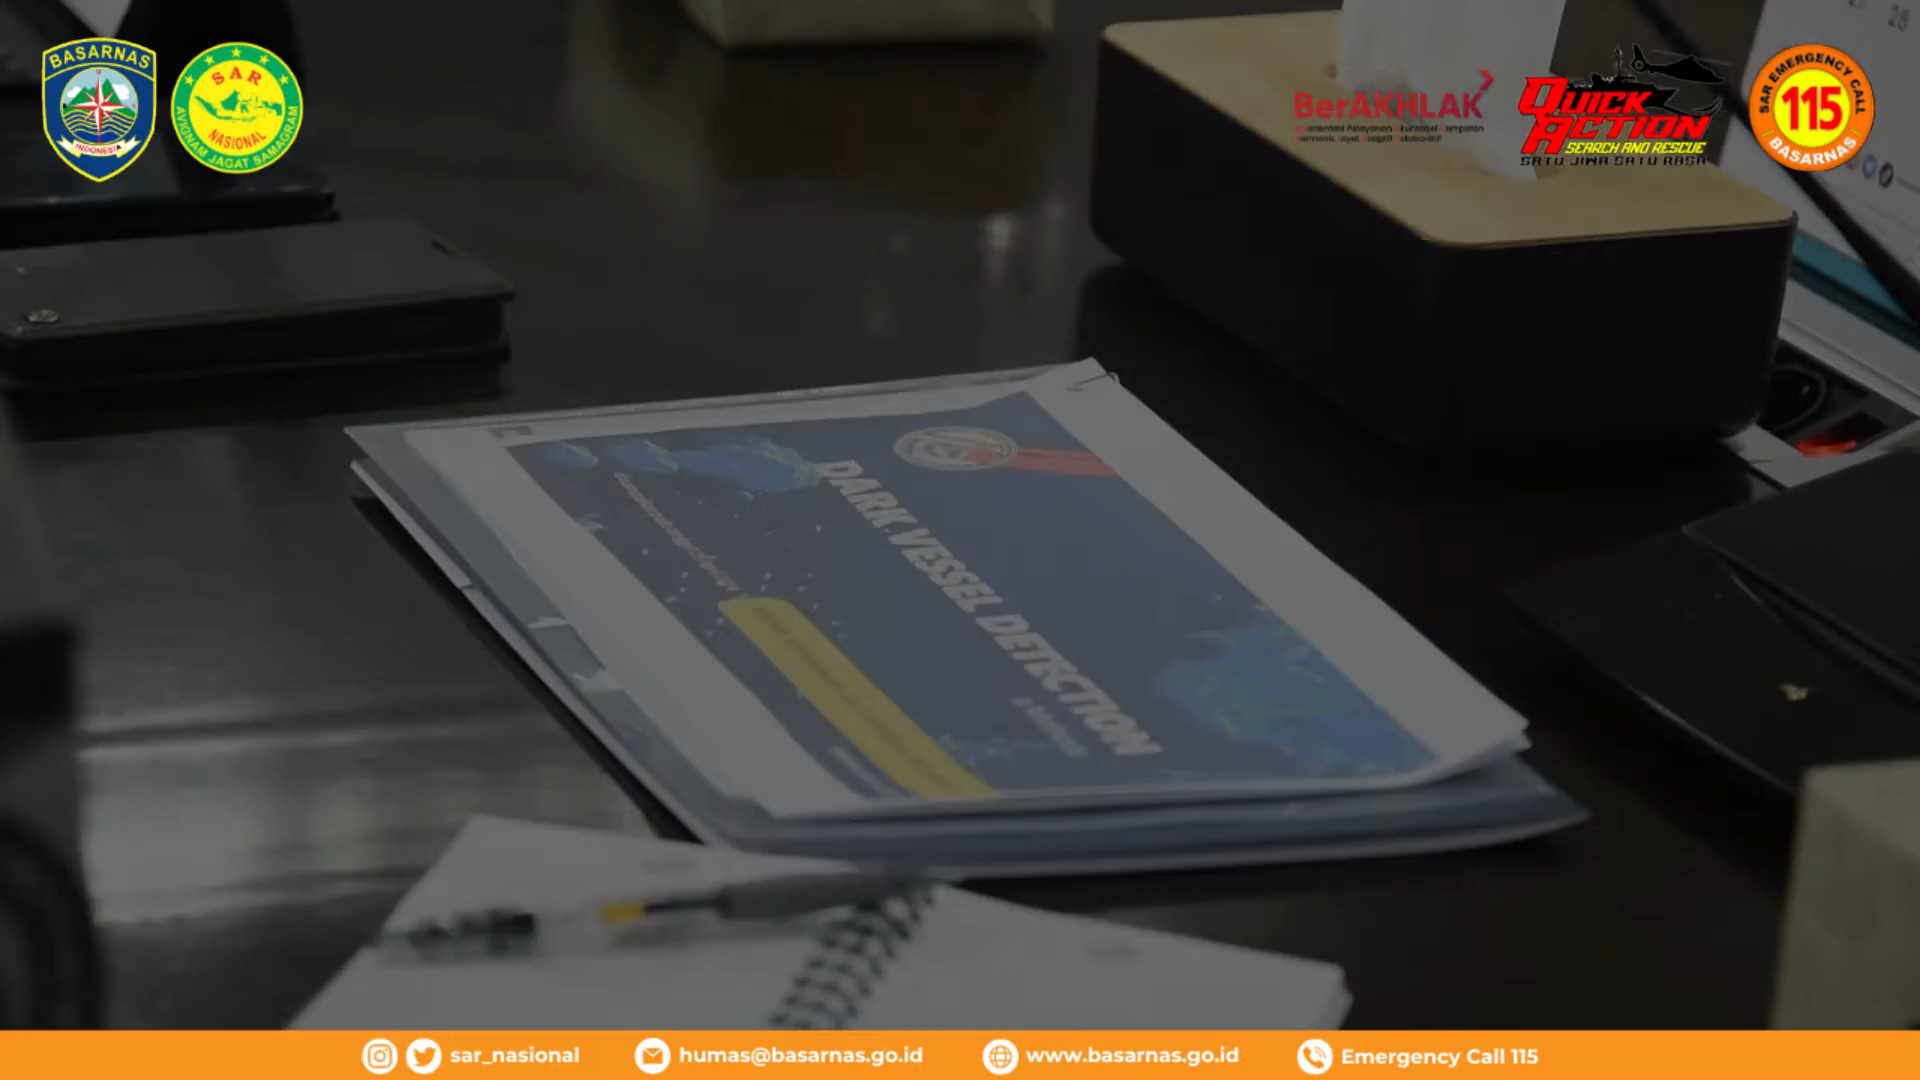 BASARNAS
INDONESIA
SAR
NASIONAL
AVIGNAM JAGAT SAMAGRAM
BerAKHLAK
QUICK
ACTION
SEARCH AND RESCUE
SATU JIWA SATU RASA
SAR EMERGENCY CALL
115
BASARNAS
28
DARK VESSEL DETECTION
sar_nasional
humas@basarnas.go.id
www.basarnas.go.id
Emergency Call 115